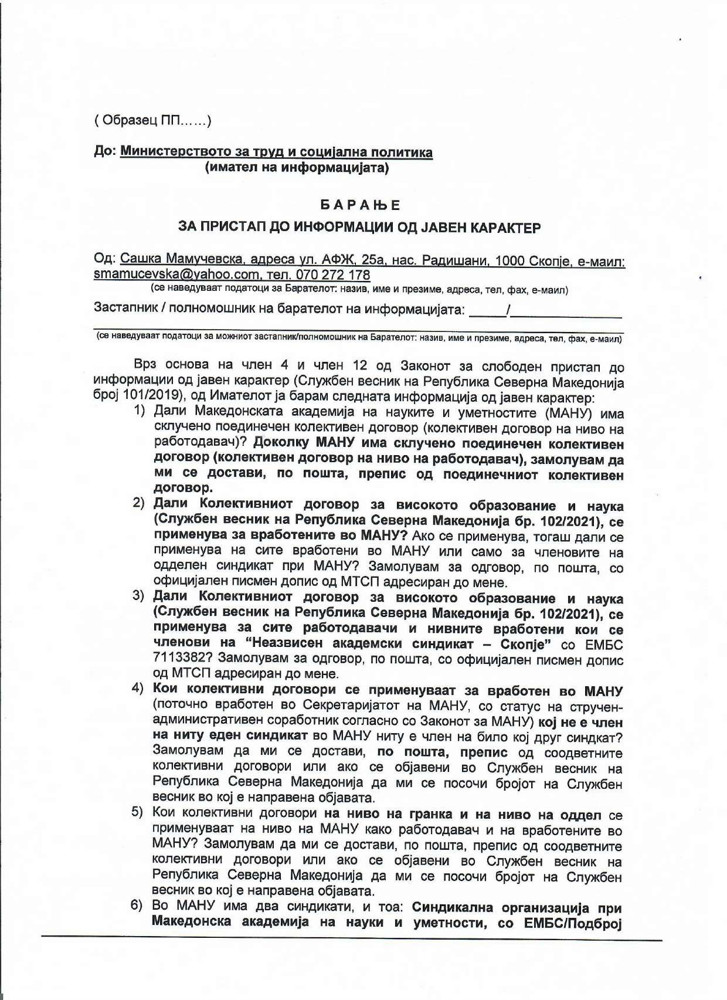 ( Образец ПП......)
До: Министерството за труд и социјална политика
(имател на информацијата)
Б А Р А Њ Е
ЗА ПРИСТАП ДО ИНФОРМАЦИИ ОД ЈАВЕН КАРАКТЕР
Од: Сашка Мамучевска, адреса ул. АФЖ, 25а, нас. Радишани, 1000 Скопје, е-маил:
smamucevska@yahoo.com, тел. 070 272 178
(се наведуваат податоци за Барателот: назив, име и презиме, адреса, тел, фах, е-маил)
Застапник / полномошник на барателот на информацијата: _____/_______________
(се наведуваат податоци за можниот застапник/полномошник на Барателот: назив, име и презиме, адреса, тел, фах, е-маил)
Врз основа на член 4 и член 12 од Законот за слободен пристап до
информации од јавен карактер (Службен весник на Република Северна Македонија
број 101/2019), од Имателот ја барам следната информација од јавен карактер:
1) Дали Македонската академија на науките и уметностите (МАНУ) има
склучено поединечен колективен договор (колективен договор на ниво на
работодавач)? Доколку МАНУ има склучено поединечен колективен
договор (колективен договор на ниво на работодавач), замолувам да
ми се достави, по пошта, препис од поединечниот колективен
договор.
2) Дали Колективниот договор за високото образование и наука
(Службен весник на Република Северна Македонија бр. 102/2021), се
применува за вработените во МАНУ? Ако се применува, тогаш дали се
применува на сите вработени во МАНУ или само за членовите на
одделен синдикат при МАНУ? Замолувам за одговор, по пошта, со
официјален писмен допис од МТСП адресиран до мене.
3) Дали Колективниот договор за високото образование и наука
(Службен весник на Република Северна Македонија бр. 102/2021), се
применува за сите работодавачи и нивните вработени кои се
членови на “Неазвисен академски синдикат – Скопје” со ЕМБС
7113382? Замолувам за одговор, по пошта, со официјален писмен допис
од МТСП адресиран до мене.
4) Кои колективни договори се применуваат за вработен во МАНУ
(поточно вработен во Секретаријатот на МАНУ, со статус на стручен-
административен соработник согласно со Законот за МАНУ) кој не е член
на ниту еден синдикат во МАНУ ниту е член на било кој друг синдкат?
Замолувам да ми се достави, по пошта, препис од соодветните
колективни договори или ако се објавени во Службен весник на
Република Северна Македонија да ми се посочи бројот на Службен
весник во кој е направена објавата.
5) Кои колективни договори на ниво на гранка и на ниво на оддел се
применуваат на ниво на МАНУ како работодавач и на вработените во
МАНУ? Замолувам да ми се достави, по пошта, препис од соодветните
колективни договори или ако се објавени во Службен весник на
Република Северна Македонија да ми се посочи бројот на Службен
весник во кој е направена објавата.
6) Во МАНУ има два синдикати, и тоа: Синдикална организација при
Македонска академија на науки и уметности, со ЕМБС/Подброј